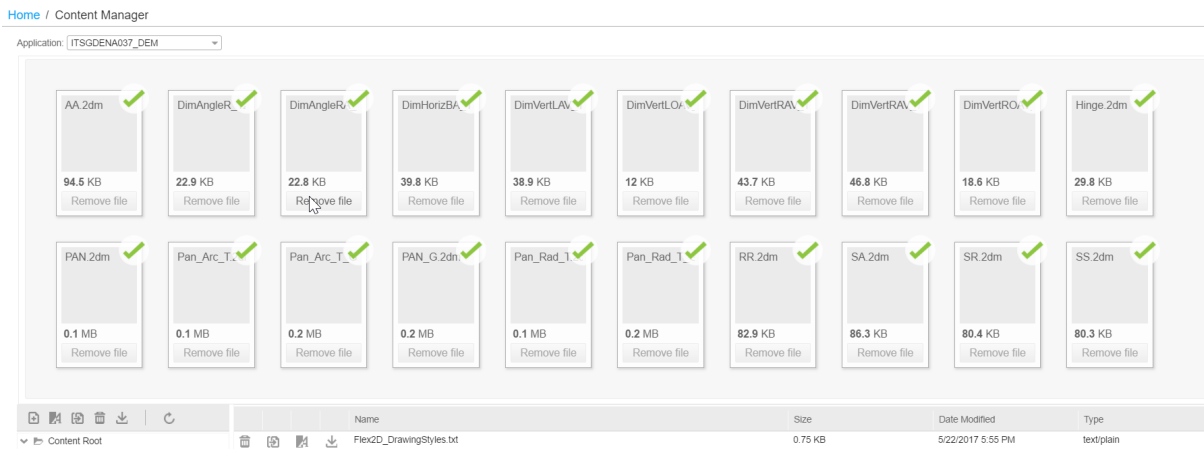 Home / Content Manager
Application: ITSGDENA037_DEM
AA.2dm DimAngleR_ DimAngleR DimHorizBA_ DimVertLAV_ DimVertLOA DimVertRAV_ DimVertRAV_ DimVertROA Hinge.2dm
94.5 KB 22.9 KB 22.8 KB 39.8 KB 38.9 KB 12 KB 43.7 KB 46.8 KB 18.6 KB 29.8 KB
Remove file Remove file Remove file Remove file Remove file Remove file Remove file Remove file Remove file Remove file
PAN.2dm Pan_Arc_T.2 Pan_Arc_T_ PAN_G.2dm Pan_Rad_T. Pan_Rad_T_ RR.2dm SA.2dm SR.2dm SS.2dm
0.1 MB 0.1 MB 0.2 MB 0.2 MB 0.1 MB 0.2 MB 82.9 KB 86.3 KB 80.4 KB 80.3 KB
Remove file Remove file Remove file Remove file Remove file Remove file Remove file Remove file Remove file Remove file
Name Size Date Modified Type
Content Root Flex2D_DrawingStyles.txt 0.75 KB 5/22/2017 5:55 PM text/plain